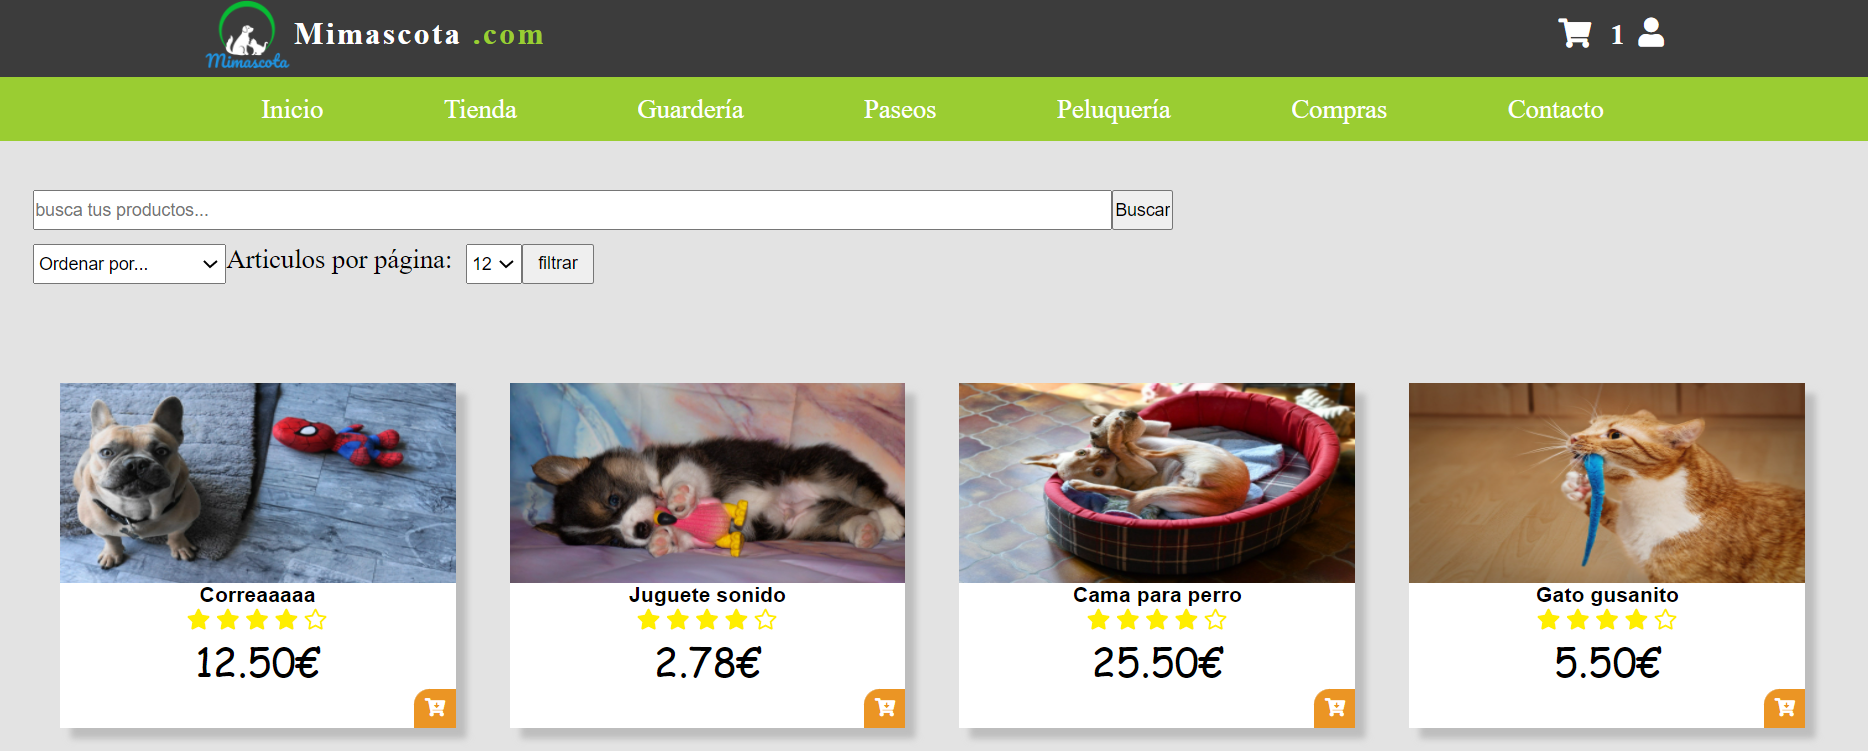 Mimascota
Mimascota .com
1
Inicio Tienda Guardería Paseos Peluquería Compras Contacto
busca tus productos... Buscar
Ordenar por... Articulos por página: 12 filtrar
Correaaaaa
12.50€
Juguete sonido
2.78€
Cama para perro
25.50€
Gato gusanito
5.50€